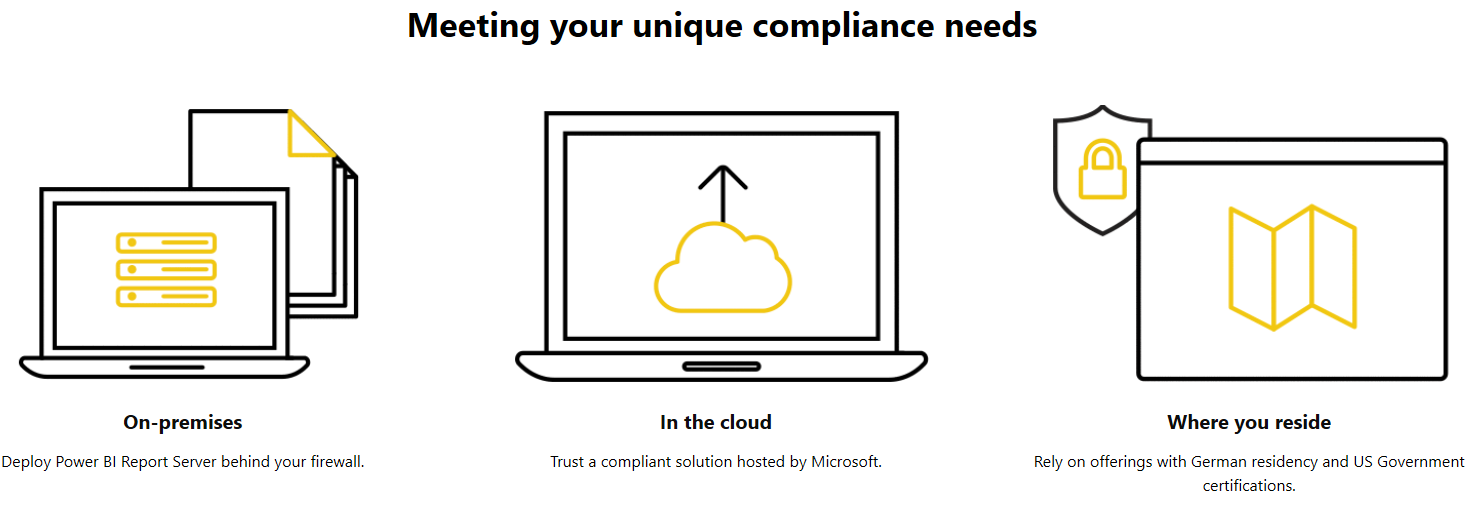 Meeting your unique compliance needs
On-premises
Deploy Power BI Report Server behind your firewall.
In the cloud
Trust a compliant solution hosted by Microsoft.
Where you reside
Rely on offerings with German residency and US Government
certifications.